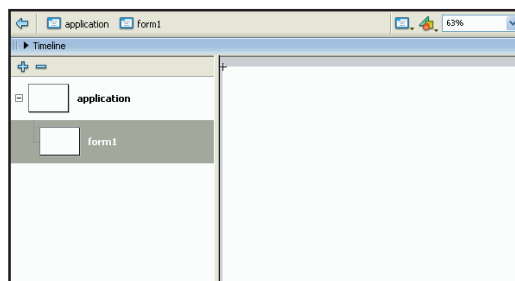 application form1 63%
Timeline
application
form1